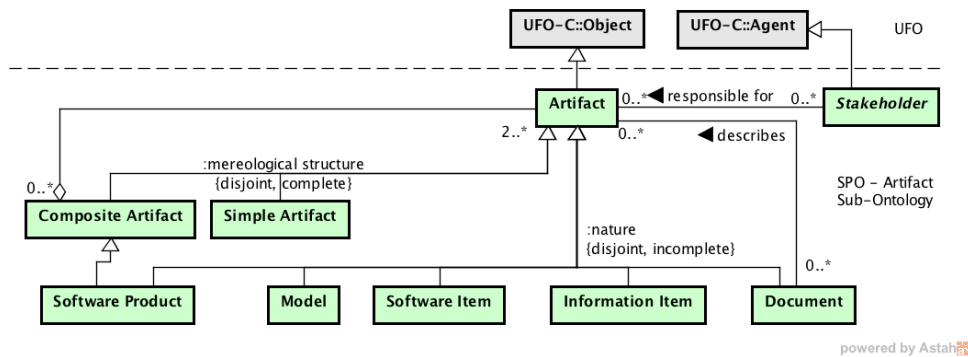 UFO-C::Object
UFO-C::Agent
UFO
Artifact
0..*
responsible for
0..*
Stakeholder
2..*
0..*
describes
:mereological structure
{disjoint, complete}
0..*
SPO - Artifact
Sub-Ontology
Composite Artifact
Simple Artifact
:nature
{disjoint, incomplete}
0..*
Software Product
Model
Software Item
Information Item
Document
powered by Astah